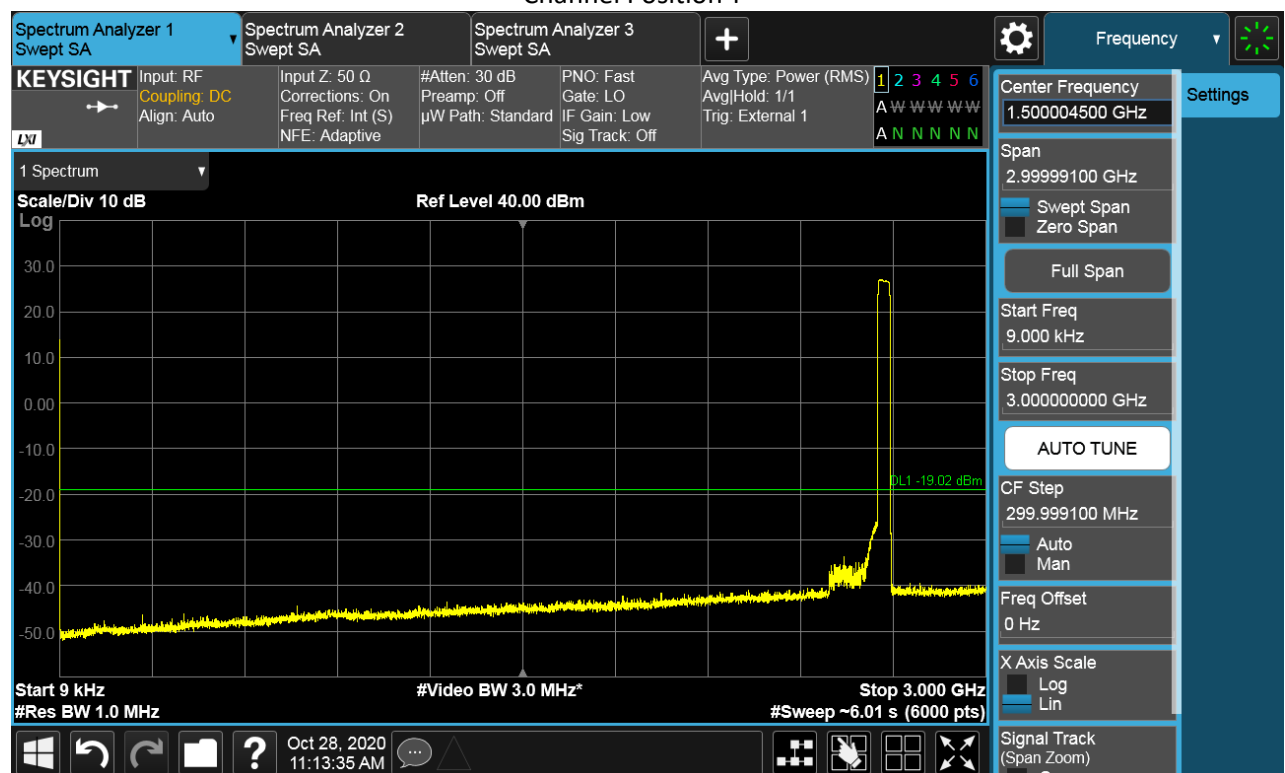 Spectrum Analyzer 1
Swept SA
Spectrum Analyzer 2
Swept SA
Spectrum Analyzer 3
Swept SA
Frequency
KEYSIGHT
LXI
Input: RF
Coupling: DC
Align: Auto
Input Z: 50 Ω
Corrections: On
Freq Ref: Int (S)
NFE: Adaptive
#Atten: 30 dB
Preamp: Off
µW Path: Standard
PNO: Fast
Gate: LO
IF Gain: Low
Sig Track: Off
Avg Type: Power (RMS)
Avg|Hold: 1/1
Trig: External 1
1 2 3 4 5 6
A W W W W W
A N N N N N
1 Spectrum
Scale/Div 10 dB
Ref Level 40.00 dBm
Log
30.0
20.0
10.0
0.00
-10.0
-20.0
-30.0
-40.0
-50.0
DL1 -19.02 dBm
Start 9 kHz
#Video BW 3.0 MHz*
Stop 3.000 GHz
#Res BW 1.0 MHz
#Sweep ~6.01 s (6000 pts)
Oct 28, 2020
11:13:35 AM
Center Frequency
1.500004500 GHz
Settings
Span
2.99999100 GHz
Swept Span
Zero Span
Full Span
Start Freq
9.000 kHz
Stop Freq
3.000000000 GHz
AUTO TUNE
CF Step
299.999100 MHz
Auto
Man
Freq Offset
0 Hz
X Axis Scale
Log
Lin
Signal Track
(Span Zoom)